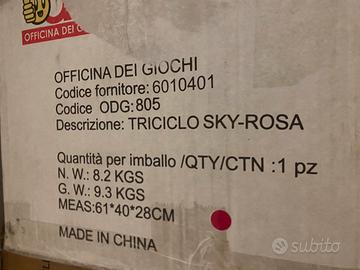 OFFICINA DEI G
OFFICINA DEI GIOCHI
Codice fornitore: 6010401
Codice ODG: 805
Descrizione: TRICICLO SKY-ROSA
Quantità per imballo /QTY/CTN :1 pz
N. W.: 8.2 KGS
G. W.: 9.3 KGS
MEAS:61*40*28CM
MADE IN CHINA
subito